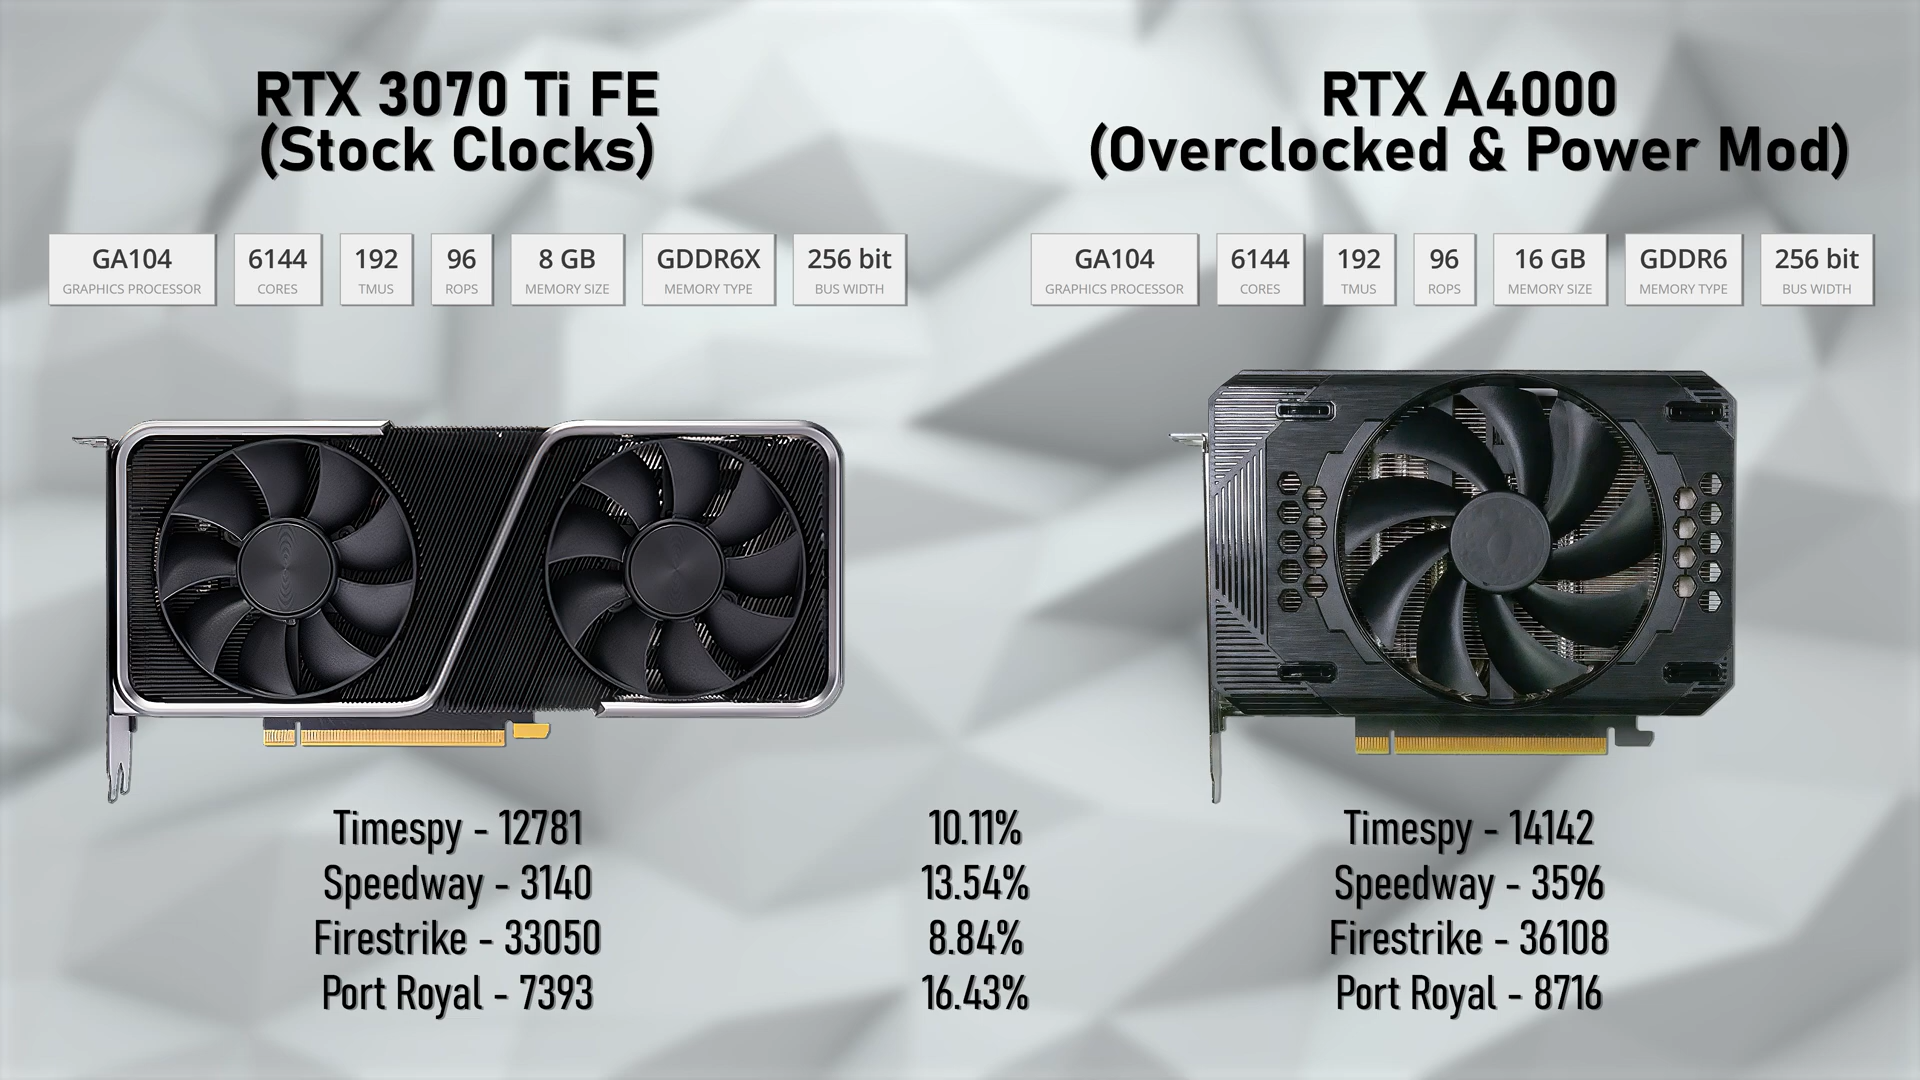 RTX 3070 Ti FE
(Stock Clocks)
GA104
GRAPHICS PROCESSOR
6144
CORES
192
TMUS
96
ROPS
8 GB
MEMORY SIZE
GDDR6X
MEMORY TYPE
256 bit
BUS WIDTH
RTX A4000
(Overclocked & Power Mod)
GA104
GRAPHICS PROCESSOR
6144
CORES
192
TMUS
96
ROPS
16 GB
MEMORY SIZE
GDDR6
MEMORY TYPE
256 bit
BUS WIDTH
Timespy - 12781
10.11%
Timespy - 14142
Speedway - 3140
13.54%
Speedway - 3596
Firestrike - 33050
8.84%
Firestrike - 36108
Port Royal - 7393
16.43%
Port Royal - 8716